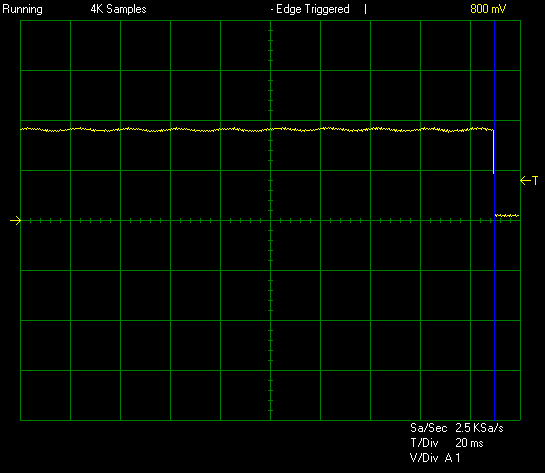 Running 4K Samples - Edge Triggered | 800 mV
T
Sa/Sec 2.5 KSa/s
T/Div 20 ms
V/Div A 1